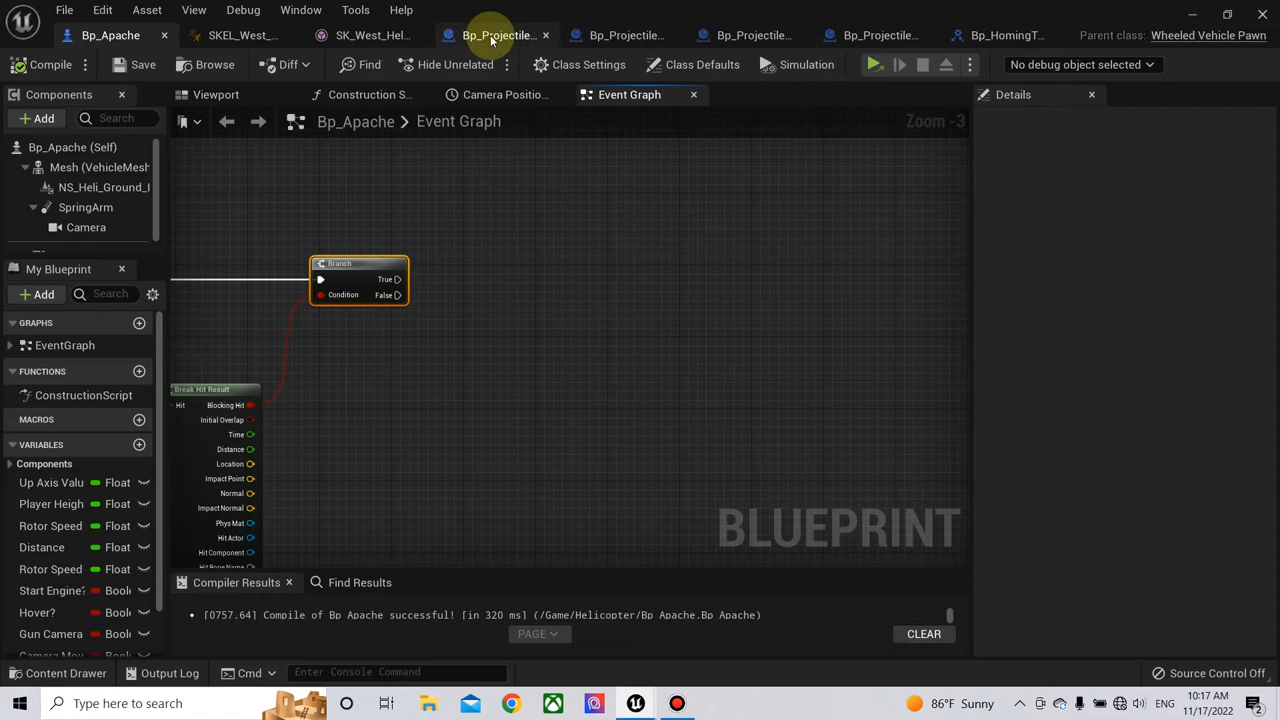 File Edit Asset View Debug Window Tools Help
Bp_Apache SKEL_West_... SK_West_Hel... Bp_Projectile... Bp_Projectile... Bp_Projectile... Bp_Projectile... Bp_HomingT... Parent class: Wheeled Vehicle Pawn
Compile Save Browse Diff Find Hide Unrelated Class Settings Class Defaults Simulation No debug object selected
Components Viewport Construction S... Camera Positio... Event Graph Details
Add Search
Bp_Apache > Event Graph Zoom -3
Bp_Apache (Self)
Mesh (VehicleMesh
NS_Heli_Ground_
SpringArm
Camera
My Blueprint
Add Search
GRAPHS
EventGraph
FUNCTIONS
ConstructionScript
MACROS
VARIABLES
Components
Up Axis Valu Float
Player Heigh Float
Rotor Speed Float
Distance Float
Rotor Speed Float
Start Engine? Boole
Hover? Boole
Gun Camera Boole
Branch
True
Condition False
Break Hit Result
Hit Blocking Hit
Initial Overlap
Time
Distance
Location
Impact Point
Normal
Impact Normal
Phys Mat
Hit Actor
Hit Component
Hit Bone Name
BLUEPRINT
Compiler Results Find Results
[0757.64] Compile of Bp_Apache successful! [in 320 ms] (/Game/Helicopter/Bp_Apache.Bp_Apache)
PAGE CLEAR
Content Drawer Output Log Cmd Enter Console Command Source Control Off
Type here to search 86°F Sunny 10:17 AM
11/17/2022 2